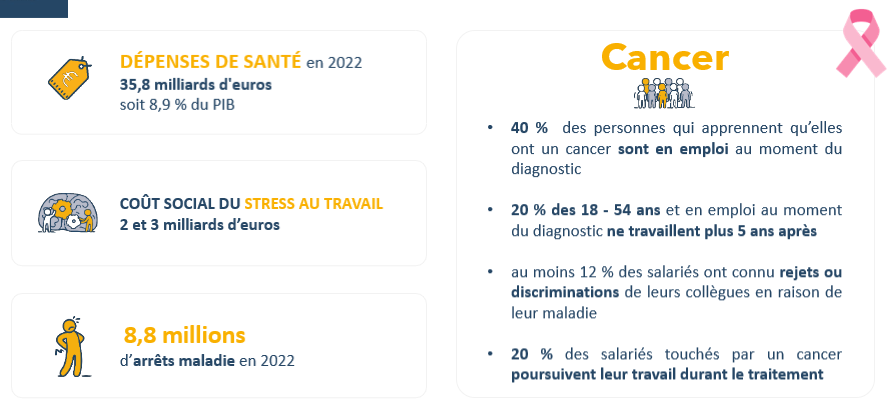 DÉPENSES DE SANTÉ en 2022
35,8 milliards d'euros
soit 8,9 % du PIB
COÛT SOCIAL DU STRESS AU TRAVAIL
2 et 3 milliards d’euros
8,8 millions
d’arrêts maladie en 2022
Cancer
• 40 % des personnes qui apprennent qu’elles
ont un cancer sont en emploi au moment du
diagnostic
• 20 % des 18 - 54 ans et en emploi au moment
du diagnostic ne travaillent plus 5 ans après
• au moins 12 % des salariés ont connu rejets ou
discriminations de leurs collègues en raison de
leur maladie
• 20 % des salariés touchés par un cancer
poursuivent leur travail durant le traitement